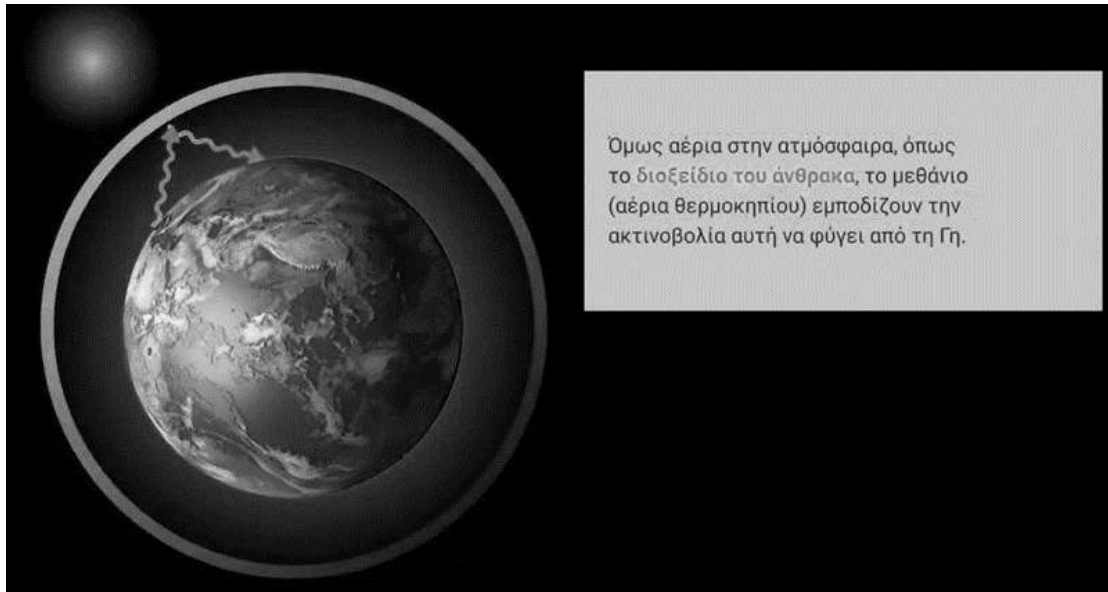 Όμως αέρια στην ατμόσφαιρα, όπως
το διοξείδιο του άνθρακα, το μεθάνιο
(αέρια θερμοκηπίου) εμποδίζουν την
ακτινοβολία αυτή να φύγει από τη Γη.